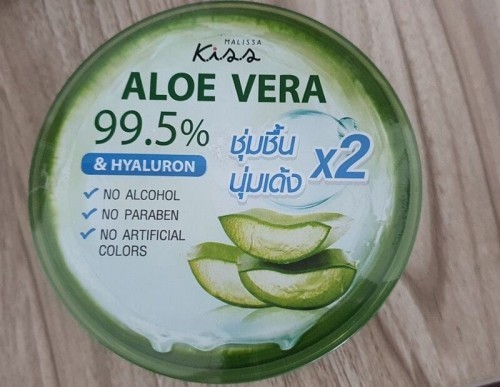 MALISSA
Kiss
ALOE VERA
99.5%
& HYALURON
ชุ่มชื้น
นุ่มเด้ง
X2
NO ALCOHOL
NO PARABEN
NO ARTIFICIAL
COLORS